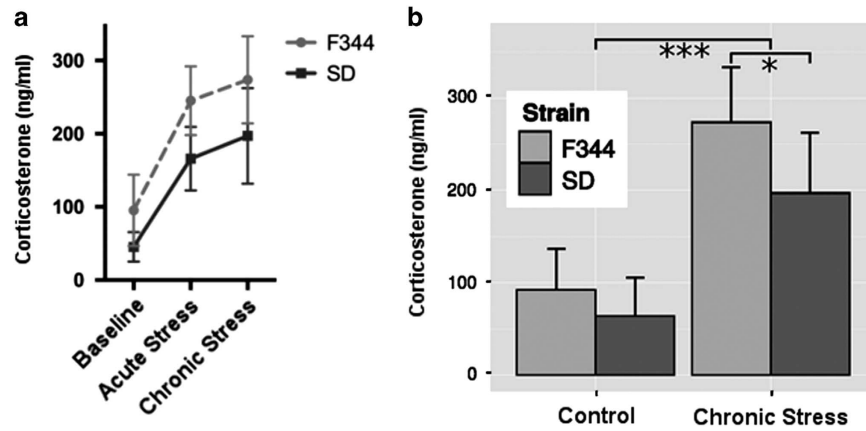 a
Corticosterone (ng/ml)
300
200
100
0
Baseline
Acute Stress
Chronic Stress
F344
SD
b
Corticosterone (ng/ml)
300
200
100
0
***
*
Strain
F344
SD
Control
Chronic Stress